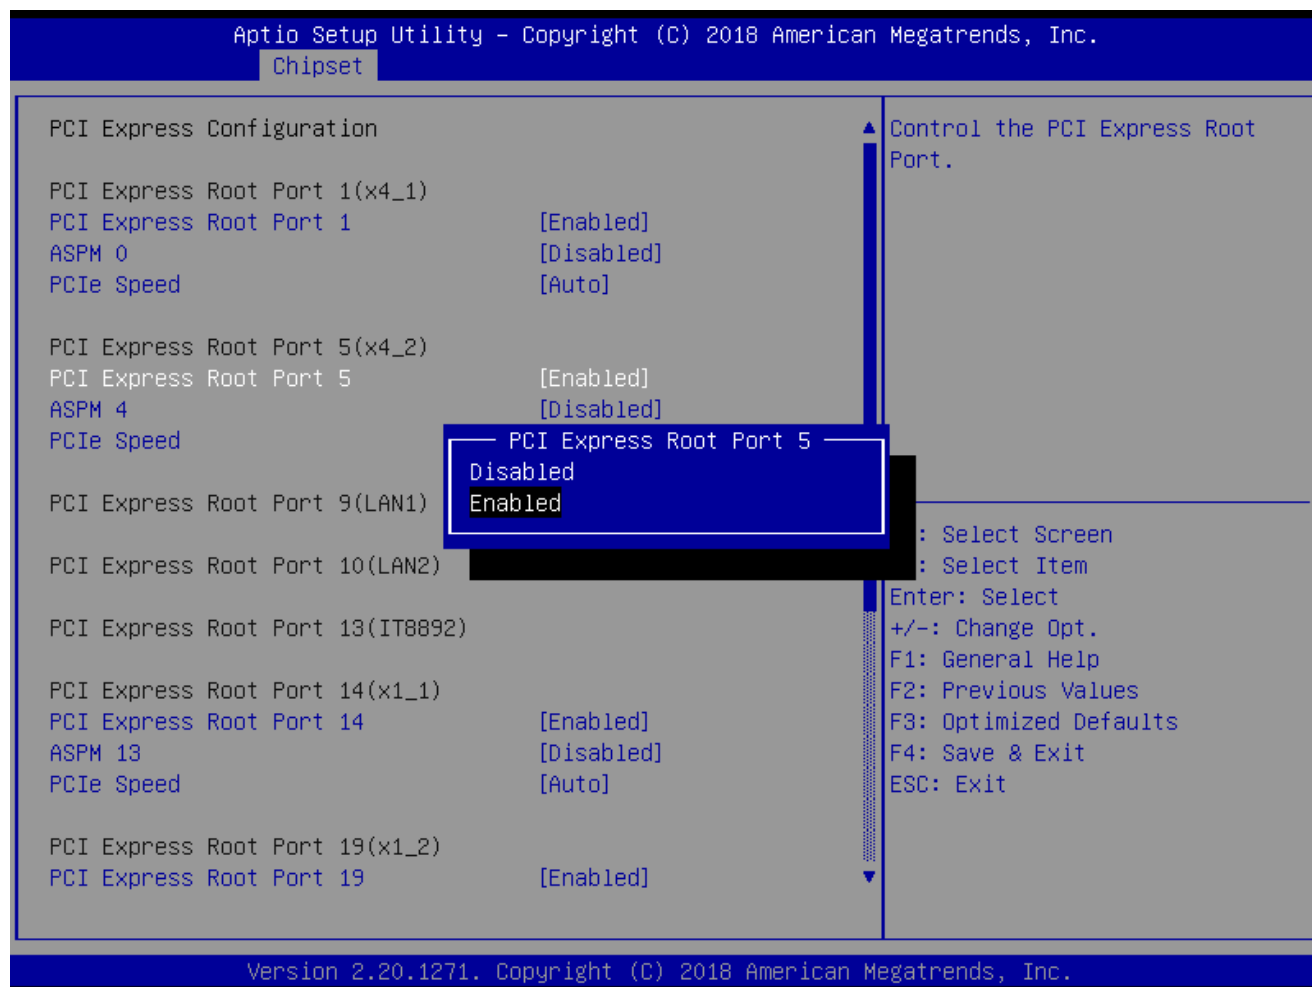 Aptio Setup Utility – Copyright (C) 2018 American Megatrends, Inc.
Chipset
PCI Express Configuration
PCI Express Root Port 1(x4_1)
PCI Express Root Port 1 [Enabled]
ASPM 0 [Disabled]
PCIe Speed [Auto]
PCI Express Root Port 5(x4_2)
PCI Express Root Port 5 [Enabled]
ASPM 4 [Disabled]
PCIe Speed
PCI Express Root Port 9(LAN1)
PCI Express Root Port 10(LAN2)
PCI Express Root Port 13(IT8892)
PCI Express Root Port 14(x1_1)
PCI Express Root Port 14 [Enabled]
ASPM 13 [Disabled]
PCIe Speed [Auto]
PCI Express Root Port 19(x1_2)
PCI Express Root Port 19 [Enabled]
PCI Express Root Port 5
Disabled
Enabled
Control the PCI Express Root
Port.
: Select Screen
: Select Item
Enter: Select
+/-: Change Opt.
F1: General Help
F2: Previous Values
F3: Optimized Defaults
F4: Save & Exit
ESC: Exit
Version 2.20.1271. Copyright (C) 2018 American Megatrends, Inc.